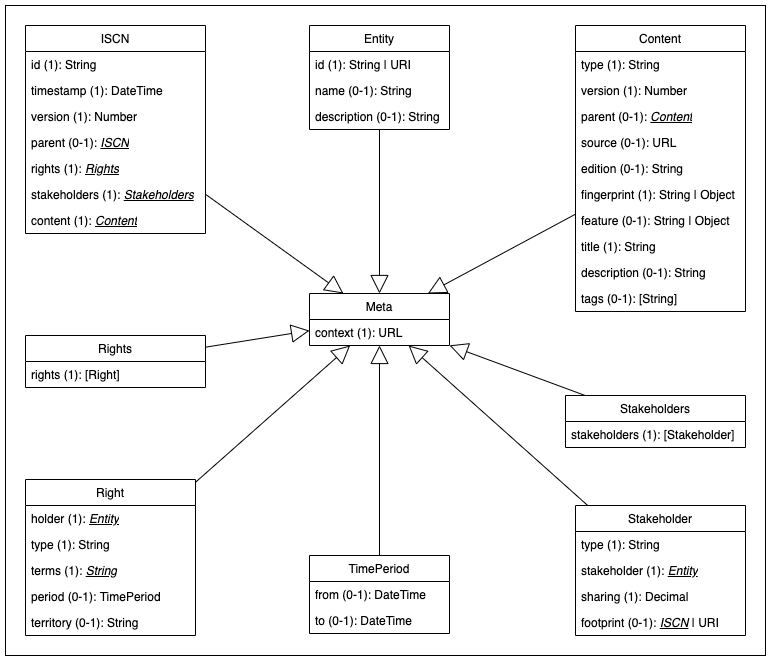 ISCN
id (1): String | URI
timestamp (1): DateTime
version (1): Number
parent (0-1): ISCN
rights (1): Rights
stakeholders (1): Stakeholders
content (1): Content
Entity
id (1): String | URI
name (0-1): String
description (0-1): String
Content
type (1): String
version (1): Number
parent (0-1): Content
source (0-1): URL
edition (0-1): String
fingerprint (1): String | Object
feature (0-1): String | Object
title (1): String
description (0-1): String
tags (0-1): [String]
Meta
context (1): URL
Rights
rights (1): [Right]
Stakeholders
stakeholders (1): [Stakeholder]
Right
holder (1): Entity
type (1): String
terms (1): String
period (0-1): TimePeriod
territory (0-1): String
TimePeriod
from (0-1): DateTime
to (0-1): DateTime
Stakeholder
type (1): String
stakeholder (1): Entity
sharing (1): Decimal
footprint (0-1): ISCN | URI